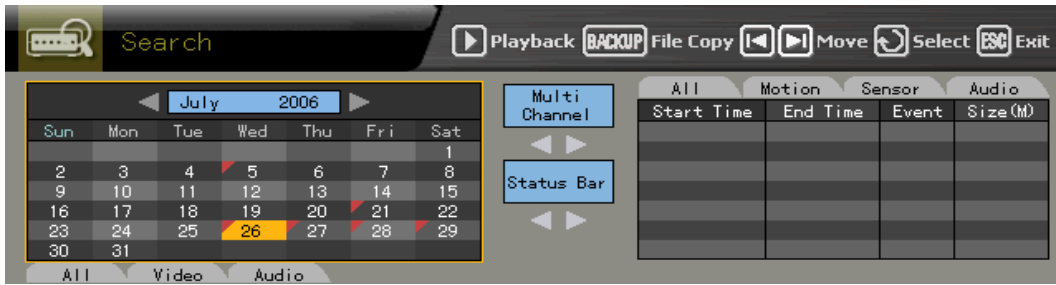 Search
Playback BACKUP File Copy Move Select ESC Exit
July 2006
Sun Mon Tue Wed Thu Fri Sat
1
2 3 4 5 6 7 8
9 10 11 12 13 14 15
16 17 18 19 20 21 22
23 24 25 26 27 28 29
30 31
All Video Audio
Multi
Channel
Status Bar
All Motion Sensor Audio
Start Time End Time Event Size(M)